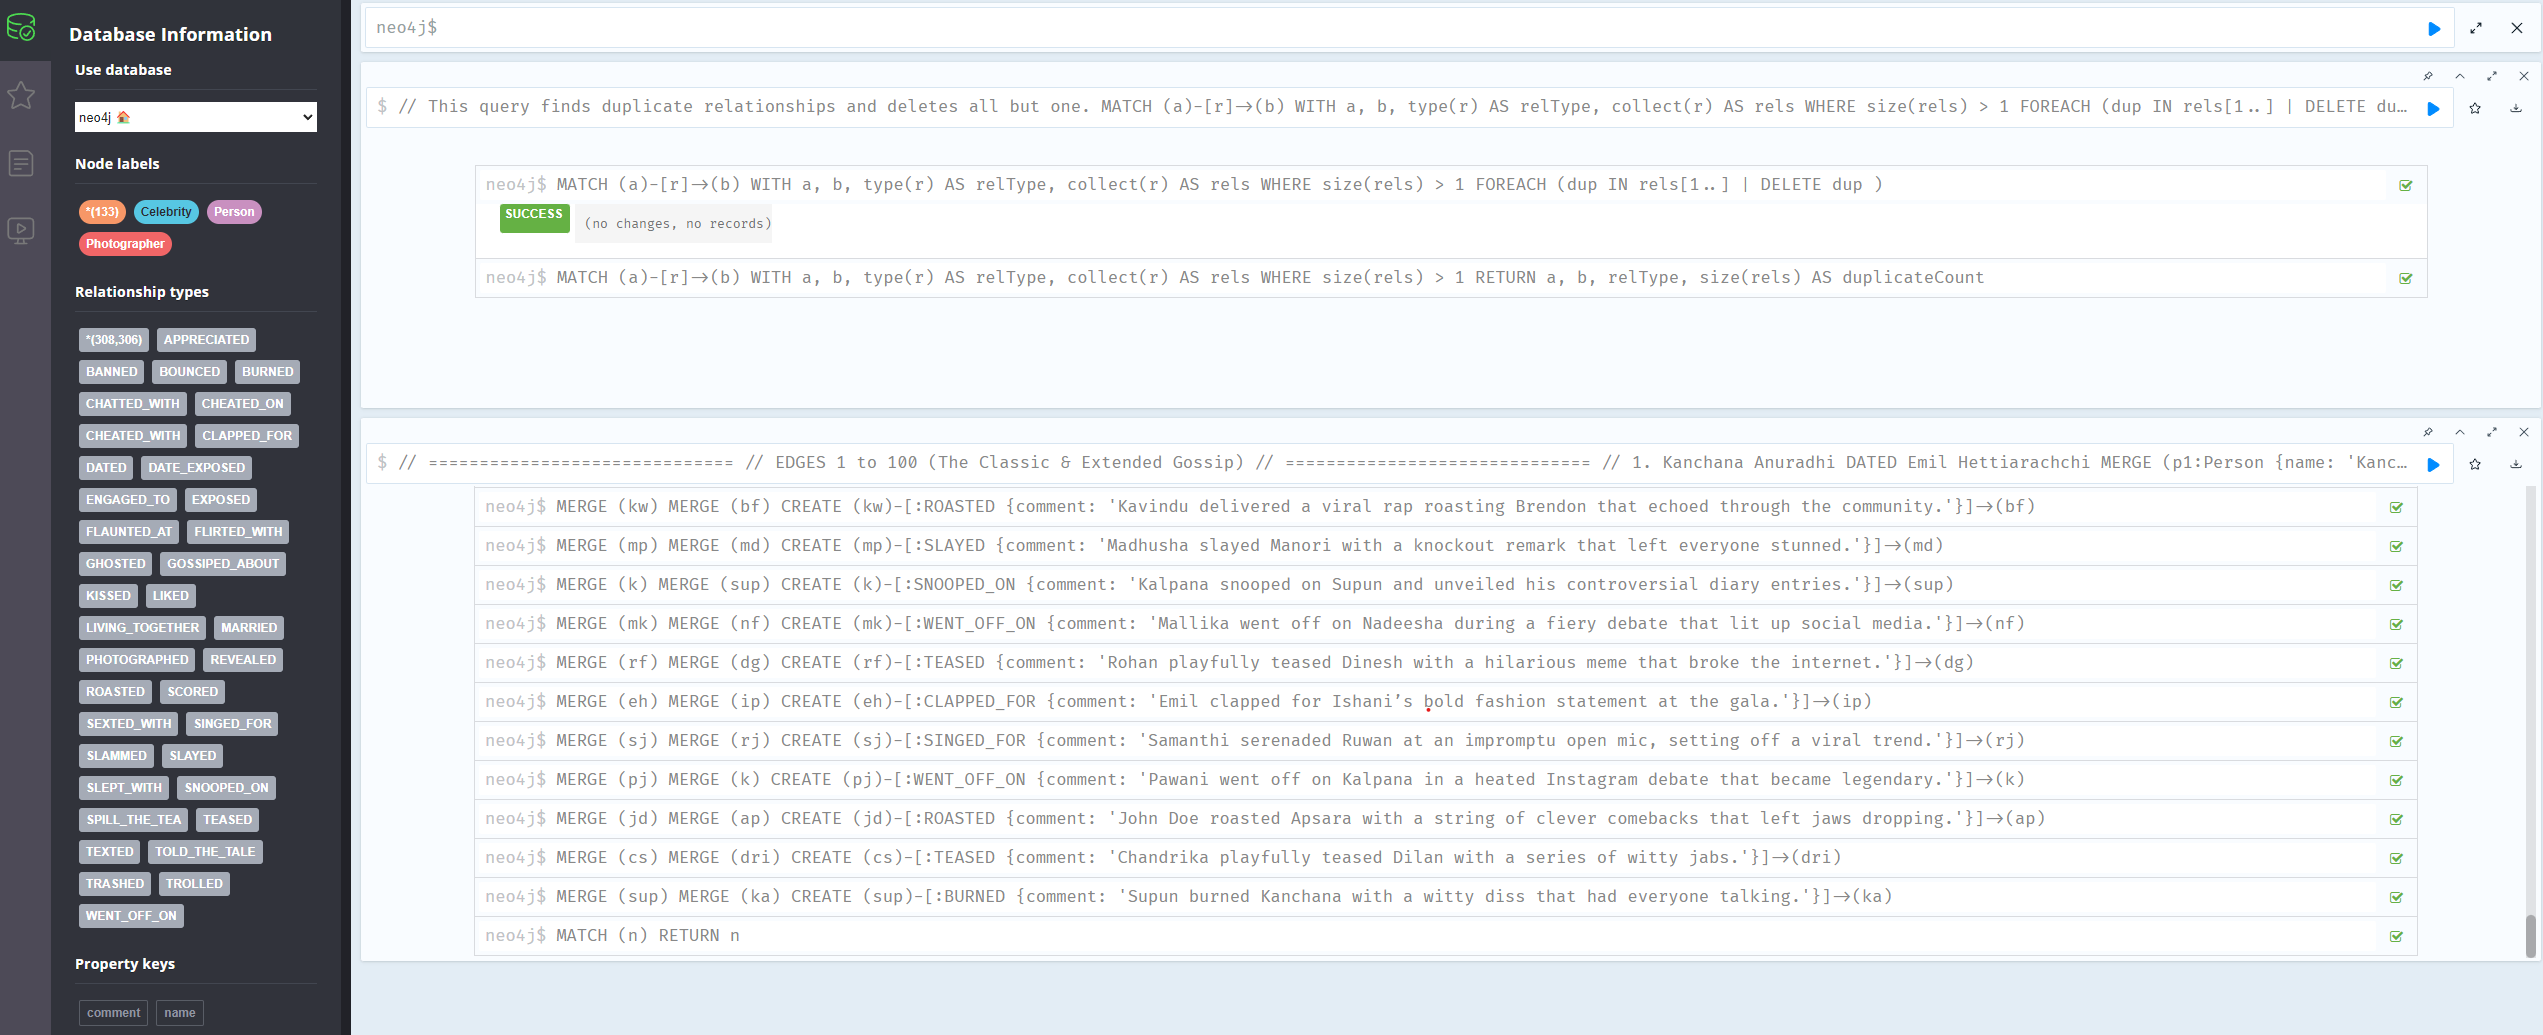 Database Information
Use database
neo4j
Node labels
*(133) Celebrity Person
Photographer
Relationship types
*(308,306) APPRECIATED
BANNED BOUNCED BURNED
CHATTED_WITH CHEATED_ON
CHEATED_WITH CLAPPED_FOR
DATED DATE_EXPOSED
ENGAGED_TO EXPOSED
FLAUNTED_AT FLIRTED_WITH
GHOSTED GOSSIPED_ABOUT
KISSED LIKED
LIVING_TOGETHER MARRIED
PHOTOGRAPHED REVEALED
ROASTED SCORED
SEXTED_WITH SINGED_FOR
SLAMMED SLAYED
SLEPT_WITH SNOOPED_ON
SPILL_THE_TEA TEASED
TEXTED TOLD_THE_TALE
TRASHED TROLLED
WENT_OFF_ON
Property keys
comment name
neo4j$
$ // This query finds duplicate relationships and deletes all but one. MATCH (a)-[r]→(b) WITH a, b, type(r) AS relType, collect(r) AS rels WHERE size(rels) > 1 FOREACH (dup IN rels[1..] | DELETE du…
neo4j$ MATCH (a)-[r]→(b) WITH a, b, type(r) AS relType, collect(r) AS rels WHERE size(rels) > 1 FOREACH (dup IN rels[1..] | DELETE dup )
SUCCESS (no changes, no records)
neo4j$ MATCH (a)-[r]→(b) WITH a, b, type(r) AS relType, collect(r) AS rels WHERE size(rels) > 1 RETURN a, b, relType, size(rels) AS duplicateCount
$ // ============================== // EDGES 1 to 100 (The Classic & Extended Gossip) // ============================== // 1. Kanchana Anuradhi DATED Emil Hettiarachchi MERGE (p1:Person {name: 'Kanc…
neo4j$ MERGE (kw) MERGE (bf) CREATE (kw)-[:ROASTED {comment: 'Kavindu delivered a viral rap roasting Brendon that echoed through the community.'}]→(bf)
neo4j$ MERGE (mp) MERGE (md) CREATE (mp)-[:SLAYED {comment: 'Madhusha slayed Manori with a knockout remark that left everyone stunned.'}]→(md)
neo4j$ MERGE (k) MERGE (sup) CREATE (k)-[:SNOOPED_ON {comment: 'Kalpana snooped on Supun and unveiled his controversial diary entries.'}]→(sup)
neo4j$ MERGE (mk) MERGE (nf) CREATE (mk)-[:WENT_OFF_ON {comment: 'Mallika went off on Nadeesha during a fiery debate that lit up social media.'}]→(nf)
neo4j$ MERGE (rf) MERGE (dg) CREATE (rf)-[:TEASED {comment: 'Rohan playfully teased Dinesh with a hilarious meme that broke the internet.'}]→(dg)
neo4j$ MERGE (eh) MERGE (ip) CREATE (eh)-[:CLAPPED_FOR {comment: 'Emil clapped for Ishani’s bold fashion statement at the gala.'}]→(ip)
neo4j$ MERGE (sj) MERGE (rj) CREATE (sj)-[:SINGED_FOR {comment: 'Samanthi serenaded Ruwan at an impromptu open mic, setting off a viral trend.'}]→(rj)
neo4j$ MERGE (pj) MERGE (k) CREATE (pj)-[:WENT_OFF_ON {comment: 'Pawani went off on Kalpana in a heated Instagram debate that became legendary.'}]→(k)
neo4j$ MERGE (jd) MERGE (ap) CREATE (jd)-[:ROASTED {comment: 'John Doe roasted Apsara with a string of clever comebacks that left jaws dropping.'}]→(ap)
neo4j$ MERGE (cs) MERGE (dri) CREATE (cs)-[:TEASED {comment: 'Chandrika playfully teased Dilan with a series of witty jabs.'}]→(dri)
neo4j$ MERGE (sup) MERGE (ka) CREATE (sup)-[:BURNED {comment: 'Supun burned Kanchana with a witty diss that had everyone talking.'}]→(ka)
neo4j$ MATCH (n) RETURN n